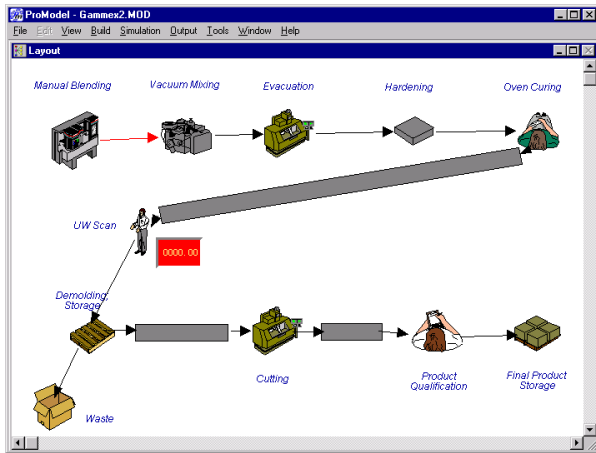 ProModel - Gammex2.MOD
File Edit View Build Simulation Output Tools Window Help
Layout
Manual Blending
Vacuum Mixing
Evacuation
Hardening
Oven Curing
UW Scan
0000.00
Demolding,
Storage
Cutting
Product
Qualification
Final Product
Storage
Waste